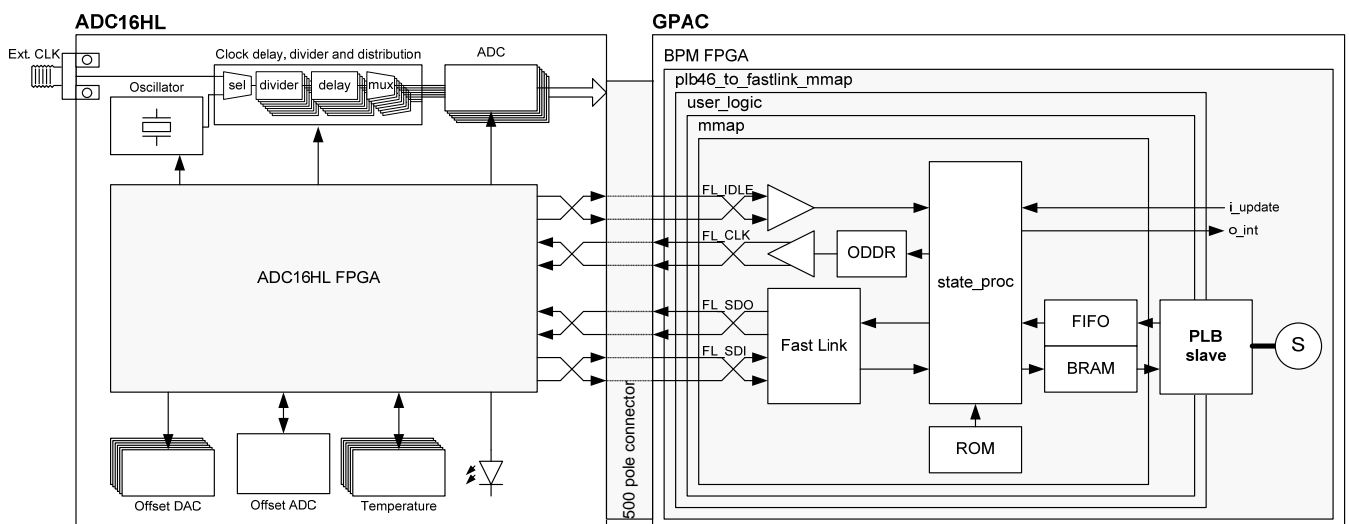 ADC16HL
GPAC
Ext. CLK
Clock delay, divider and distribution
ADC
BPM FPGA
plb46_to_fastlink_mmap
Oscillator
sel
divider
delay
mux
user_logic
mmap
FL_IDLE
i_update
FL_CLK
o_int
ODDR
ADC16HL FPGA
state_proc
FL_SDO
FIFO
PLB
slave
S
Fast Link
FL_SDI
BRAM
500 pole connector
ROM
Offset DAC
Offset ADC
Temperature